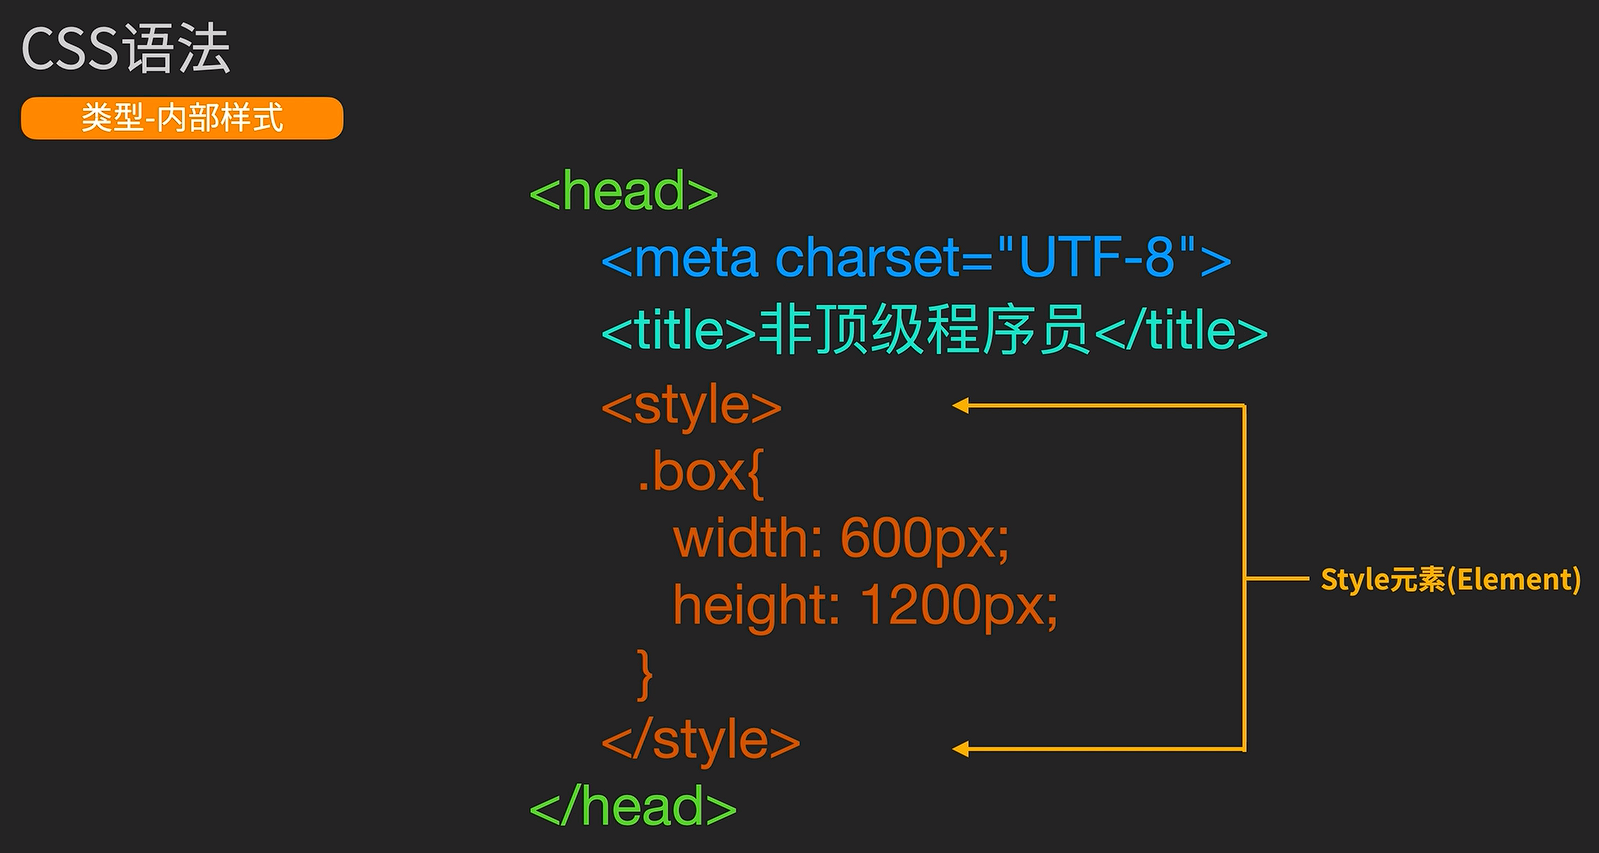 CSS语法
类型-内部样式
<head>
<meta charset="UTF-8">
<title>非顶级程序员</title>
<style>
.box{
width: 600px;
height: 1200px;
}
</style>
</head>
Style元素(Element)